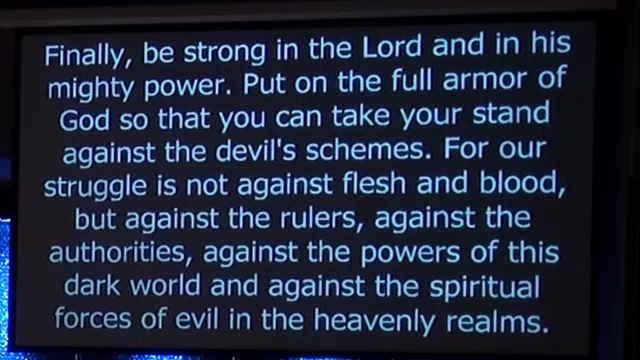 Finally, be strong in the Lord and in his
mighty power. Put on the full armor of
God so that you can take your stand
against the devil's schemes. For our
struggle is not against flesh and blood,
but against the rulers, against the
authorities, against the powers of this
dark world and against the spiritual
forces of evil in the heavenly realms.